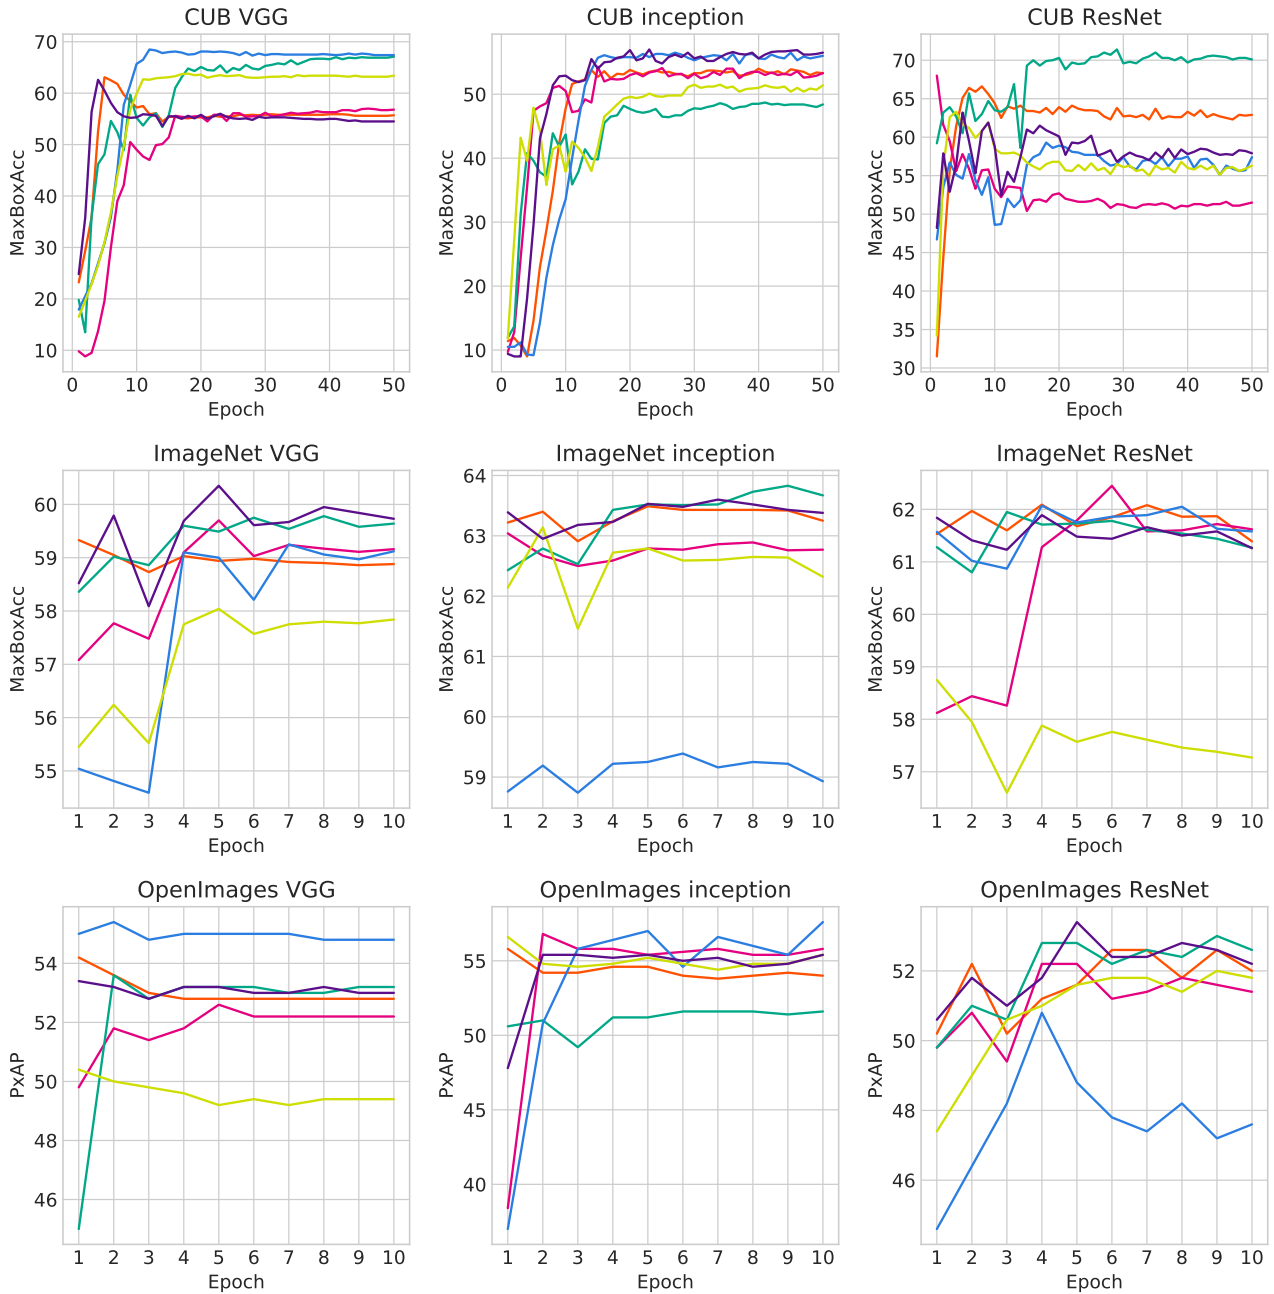 CUB VGG
CUB inception
CUB ResNet
MaxBoxAcc
70
60
50
40
30
20
10
0 10 20 30 40 50
Epoch
MaxBoxAcc
50
40
30
20
10
0 10 20 30 40 50
Epoch
MaxBoxAcc
70
65
60
55
50
45
40
35
30
0 10 20 30 40 50
Epoch
ImageNet VGG
ImageNet inception
ImageNet ResNet
MaxBoxAcc
60
59
58
57
56
55
1 2 3 4 5 6 7 8 9 10
Epoch
MaxBoxAcc
64
63
62
61
60
59
1 2 3 4 5 6 7 8 9 10
Epoch
MaxBoxAcc
62
61
60
59
58
57
1 2 3 4 5 6 7 8 9 10
Epoch
OpenImages VGG
OpenImages inception
OpenImages ResNet
PxAP
54
52
50
48
46
1 2 3 4 5 6 7 8 9 10
Epoch
PxAP
55
50
45
40
1 2 3 4 5 6 7 8 9 10
Epoch
PxAP
52
50
48
46
1 2 3 4 5 6 7 8 9 10
Epoch